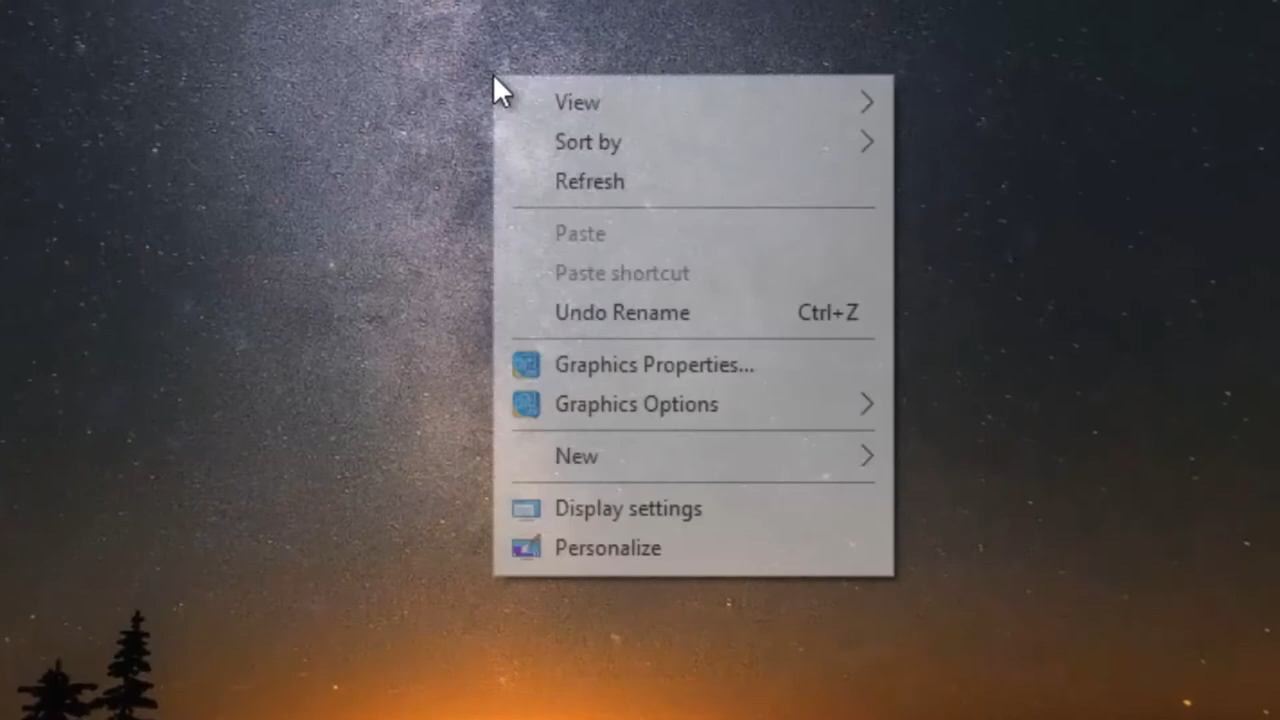 View
Sort by
Refresh
Paste
Paste shortcut
Undo Rename Ctrl+Z
Graphics Properties...
Graphics Options
New
Display settings
Personalize